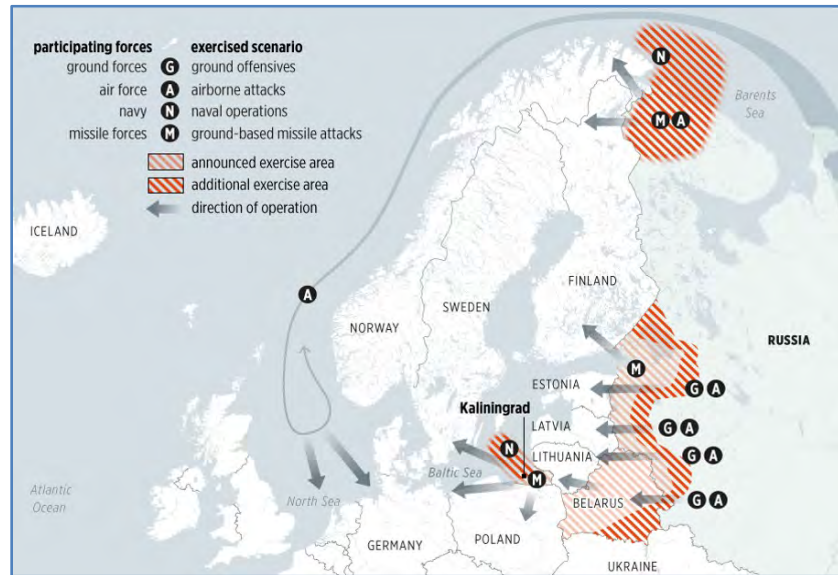 participating forces exercised scenario
ground forces G ground offensives
air force A airborne attacks
navy N naval operations
missile forces M ground-based missile attacks
announced exercise area
additional exercise area
direction of operation
N
Barents
Sea
M A
ICELAND
A
FINLAND
SWEDEN
NORWAY
RUSSIA
M
ESTONIA
G A
Kaliningrad
LATVIA
G A
N
LITHUANIA
G A
Baltic Sea
M
Atlantic
Ocean
North Sea
BELARUS
G A
POLAND
GERMANY
UKRAINE